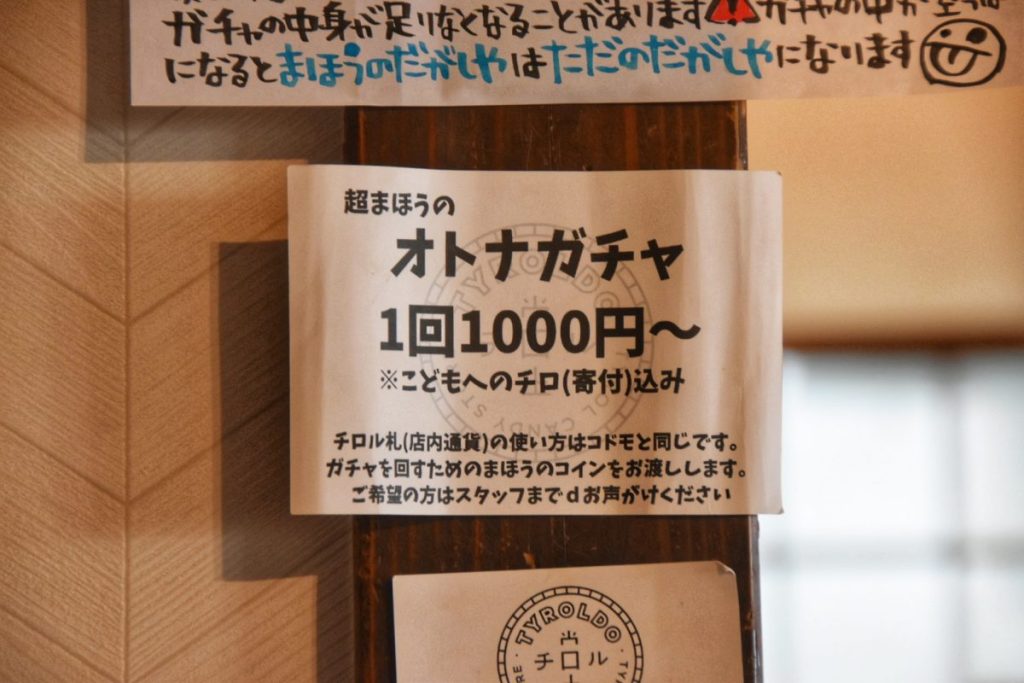 ガチャの中身が足りなくなることがあります⚠ガチャの中が
になるとまほうのだがしやはただのだがしやになります
超まほうの
オトナガチャ
1回1000円～
※こどもへのチロ(寄付)込み
チロル札(店内通貨)の使い方はコドモと同じです。
ガチャを回すためのまほうのコインをお渡しします。
ご希望の方はスタッフまでdお声がけください
TYROLDO
チロル